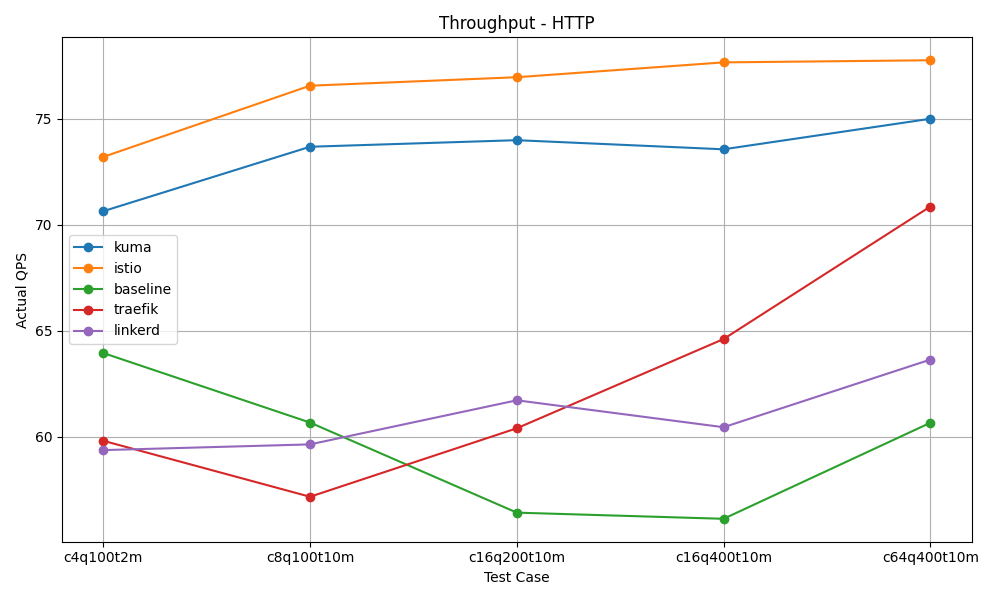 Throughput - HTTP
Actual QPS
75
70
65
60
kuma
istio
baseline
traefik
linkerd
c4q100t2m
c8q100t10m
c16q200t10m
c16q400t10m
c64q400t10m
Test Case